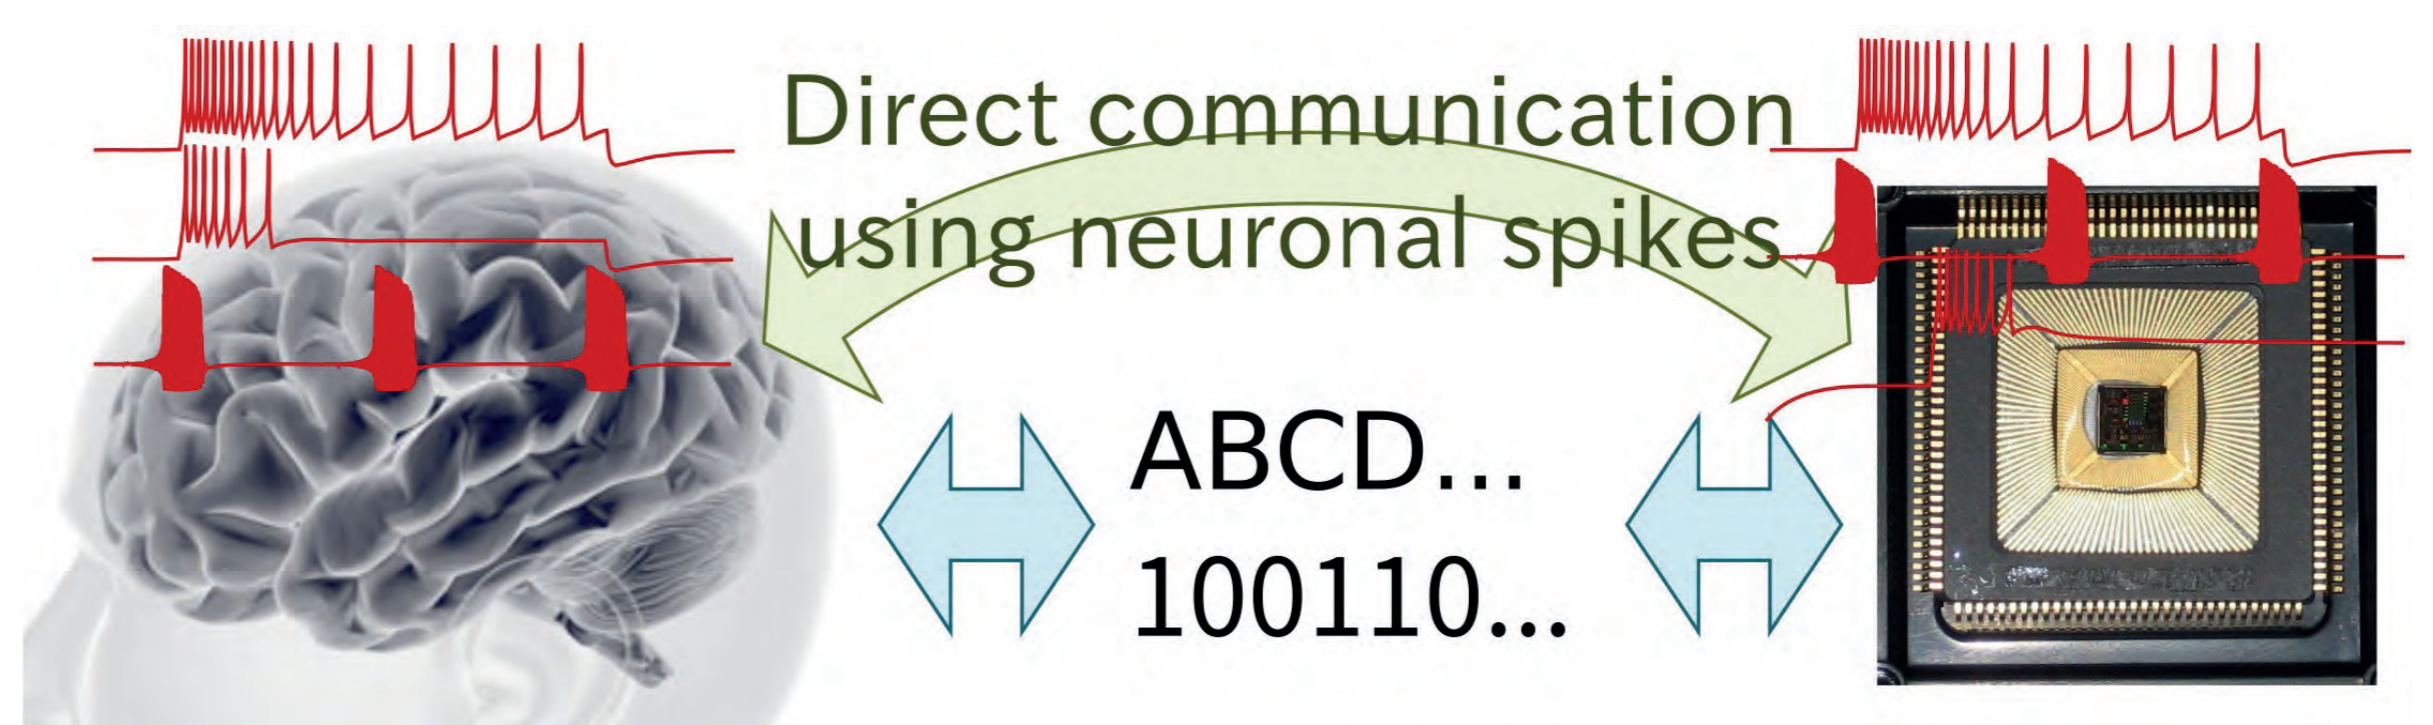 Direct communication
using neuronal spikes
ABCD...
100110...